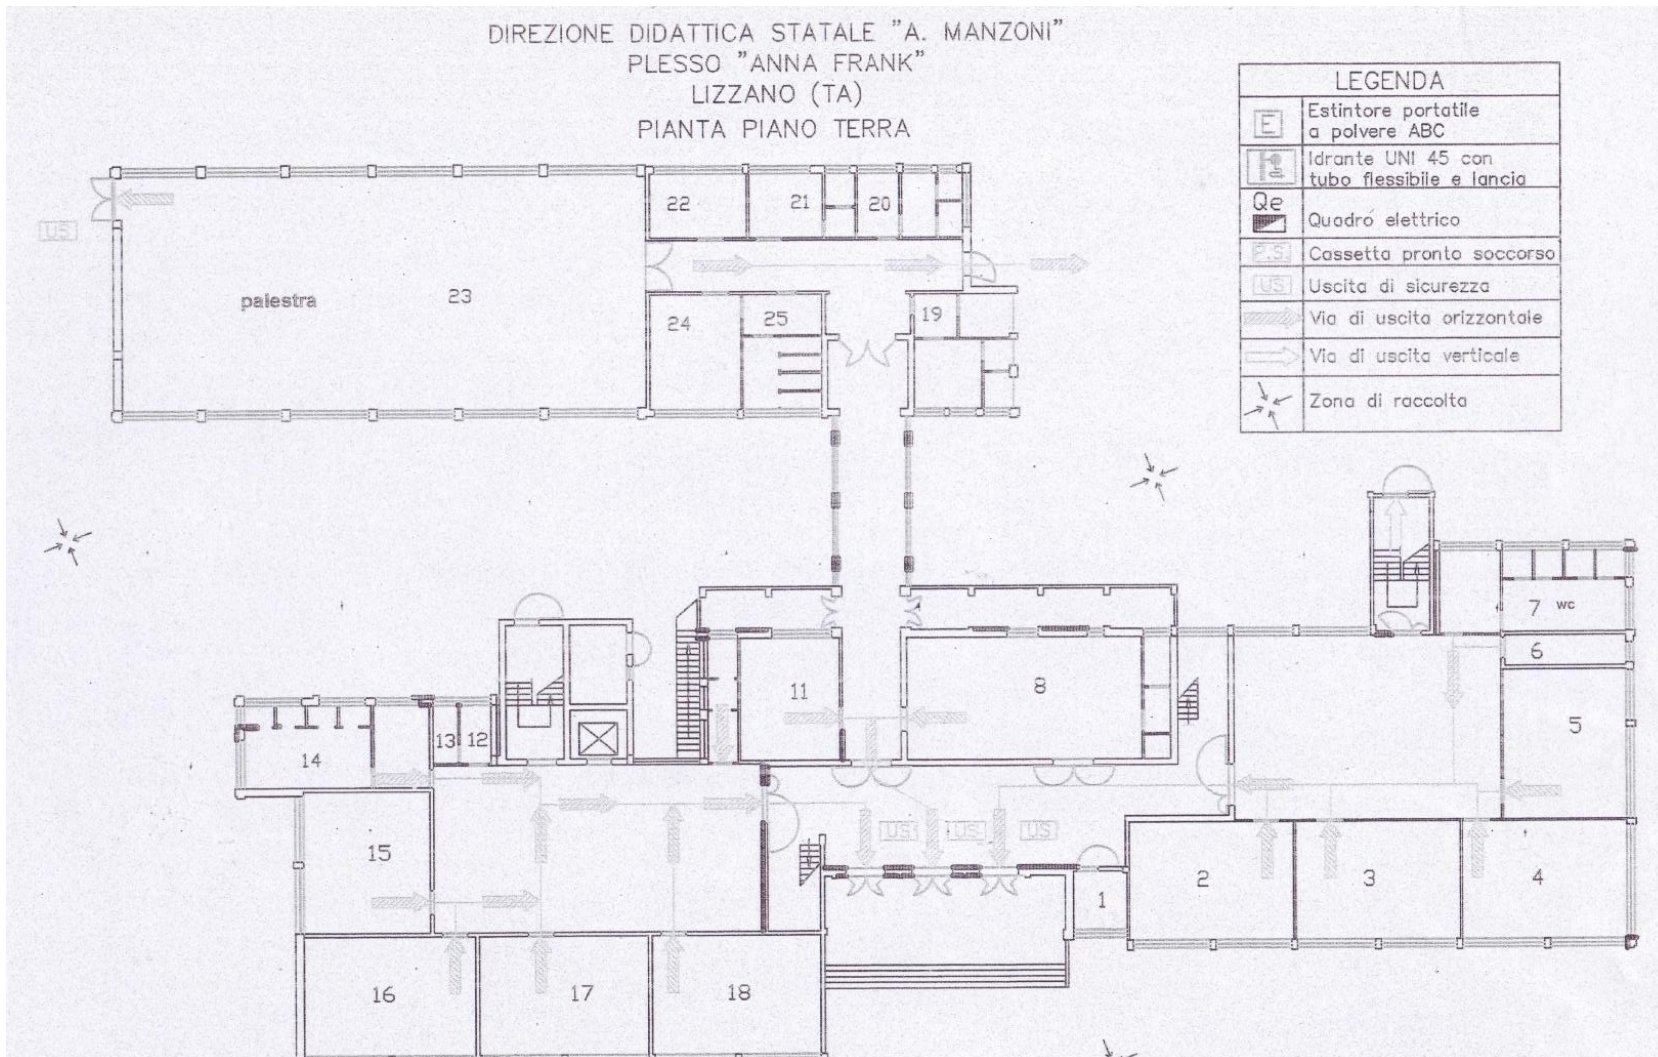 DIREZIONE DIDATTICA STATALE "A. MANZONI"
PLESSO "ANNA FRANK"
LIZZANO (TA)
PIANTA PIANO TERRA
LEGENDA
E
Estintore portatile
a polvere ABC
Idrante UNI 45 con
tubo flessibile e lancia
Qe
Quadro elettrico
P.S.
Cassetta pronto soccorso
US
Uscita di sicurezza
Via di uscita orizzontale
Via di uscita verticale
Zona di raccolta
22
21
20
US
palestra
23
24
25
19
7
wc
6
11
8
5
13
12
14
15
US
US
US
1
2
3
4
16
17
18